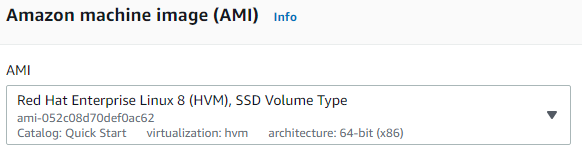 Amazon machine image (AMI) Info
AMI
Red Hat Enterprise Linux 8 (HVM), SSD Volume Type
ami-052c08d70def0ac62
Catalog: Quick Start virtualization: hvm architecture: 64-bit (x86)